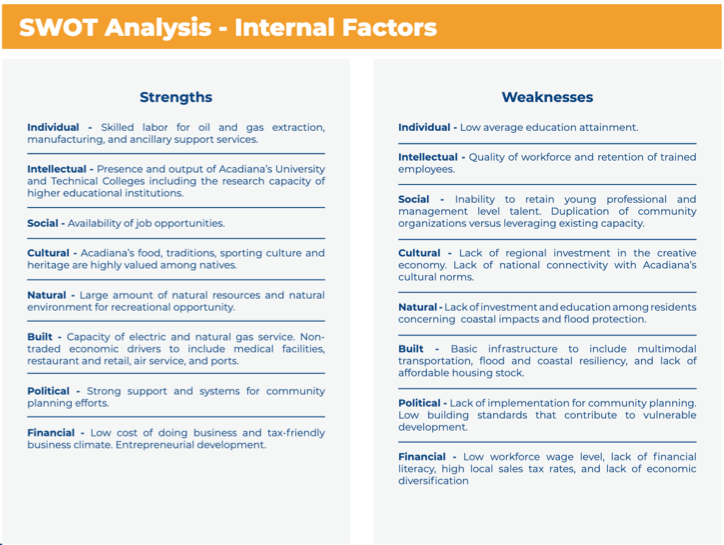 SWOT Analysis - Internal Factors
Strengths
Individual - Skilled labor for oil and gas extraction,
manufacturing, and ancillary support services.
Intellectual - Presence and output of Acadiana's University
and Technical Colleges including the research capacity of
higher educational institutions.
Social - Availability of job opportunities.
Cultural - Acadiana's food, traditions, sporting culture and
heritage are highly valued among natives.
Natural - Large amount of natural resources and natural
environment for recreational opportunity.
Built - Capacity of electric and natural gas service. Non-
traded economic drivers to include medical facilities,
restaurant and retail, air service, and ports.
Political - Strong support and systems for community
planning efforts.
Financial - Low cost of doing business and tax-friendly
business climate. Entrepreneurial development.
Weaknesses
Individual - Low average education attainment.
Intellectual - Quality of workforce and retention of trained
employees.
Social - Inability to retain young professional and
management level talent. Duplication of community
organizations versus leveraging existing capacity.
Cultural - Lack of regional investment in the creative
economy. Lack of national connectivity with Acadiana's
cultural norms.
Natural - Lack of investment and education among residents
concerning coastal impacts and flood protection.
Built - Basic infrastructure to include multimodal
transportation, flood and coastal resiliency, and lack of
affordable housing stock.
Political - Lack of implementation for community planning.
Low building standards that contribute to vulnerable
development.
Financial - Low workforce wage level, lack of financial
literacy, high local sales tax rates, and lack of economic
diversification